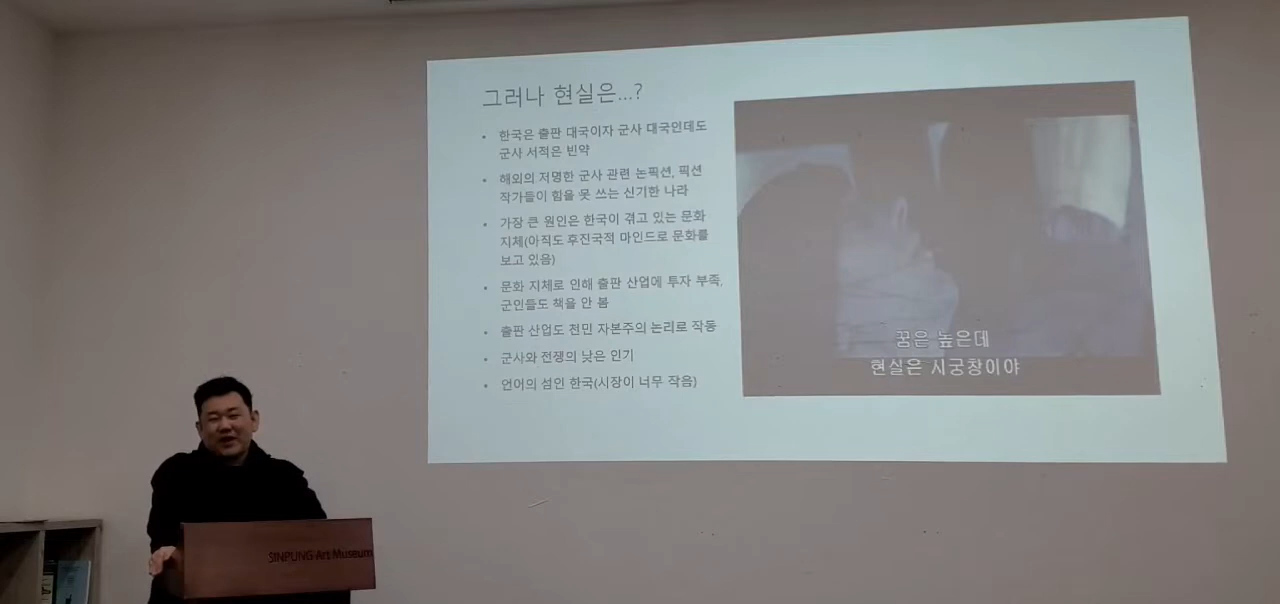 그러나 현실은...?
• 한국은 출판 대국이자 군사 대국인데도
군사 서적은 빈약
• 해외의 저명한 군사 관련 논픽션, 픽션
작가들이 힘을 못 쓰는 신기한 나라
• 가장 큰 원인은 한국이 겪고 있는 문화
지체(아직도 후진국적 마인드로 문화를
보고 있음)
• 문화 지체로 인해 출판 산업에 투자 부족,
군인들도 책을 안 봄
• 출판 산업도 천민 자본주의 논리로 작동
• 군사와 전쟁의 낮은 인기
• 언어의 섬인 한국(시장이 너무 작음)
꿈은 높은데
현실은 시궁창이야
SINPUNG Art Museum